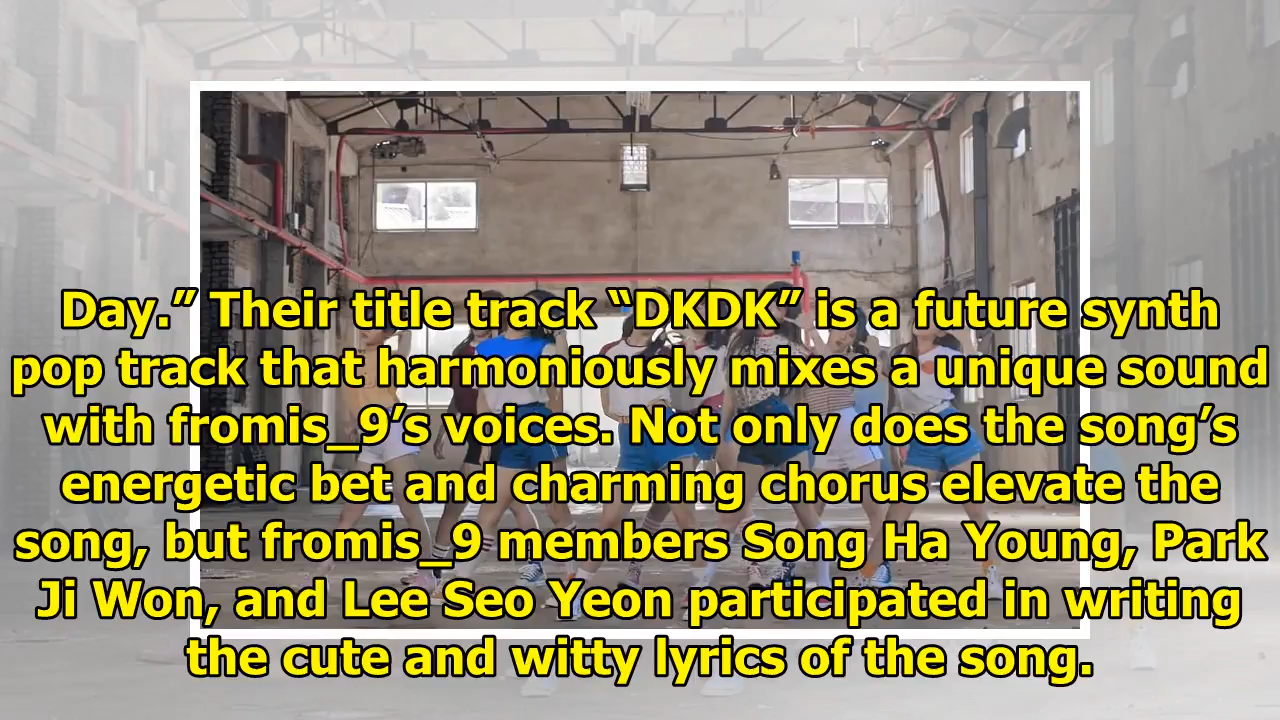 Day.” Their title track “DKDK” is a future synth
pop track that harmoniously mixes a unique sound
with fromis_9’s voices. Not only does the song’s
energetic bet and charming chorus elevate the
song, but fromis_9 members Song Ha Young, Park
Ji Won, and Lee Seo Yeon participated in writing
the cute and witty lyrics of the song.